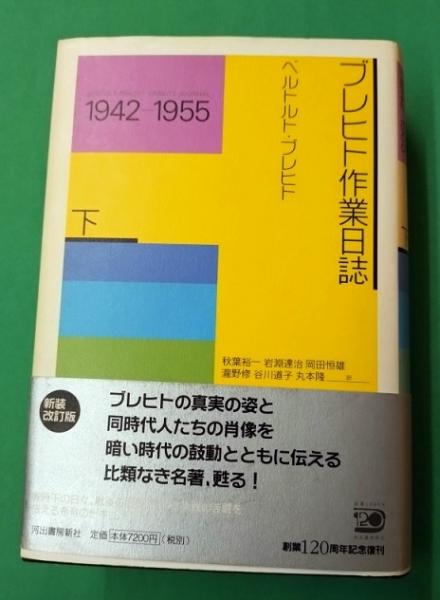 ブレヒト作業日誌
ベルトルト・ブレヒト
1942–1955
下
秋葉裕一 岩淵達治 岡田恒雄
瀧野修 谷川道子 丸本隆――訳
新装
改訂版
ブレヒトの真実の姿と
同時代人たちの肖像を
暗い時代の鼓動とともに伝える
比類なき名著、甦る!
河出書房新社 定価 本体7200円(税別)
120
創業120周年記念復刊